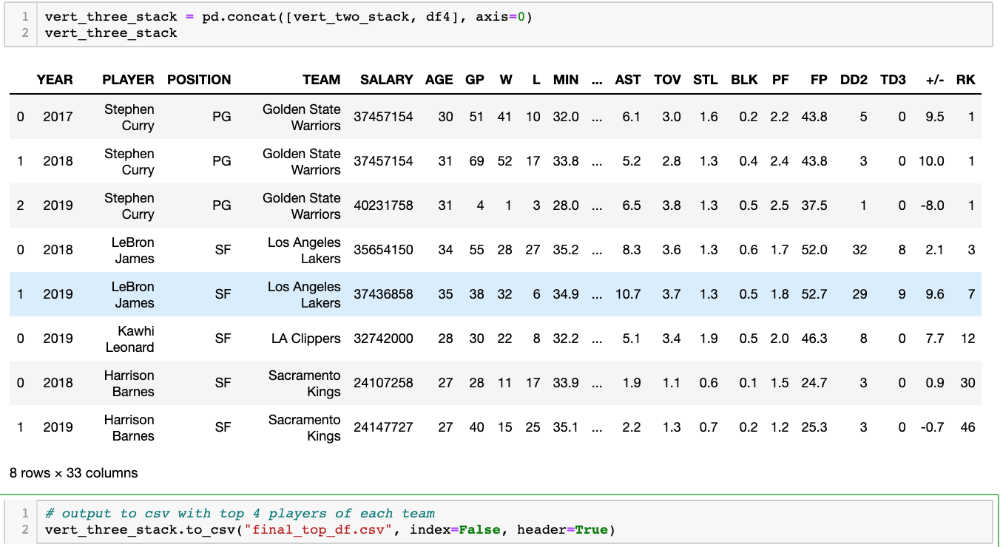 1 vert_three_stack = pd.concat([vert_two_stack, df4], axis=0)
2 vert_three_stack
YEAR PLAYER POSITION TEAM SALARY AGE GP W L MIN ... AST TOV STL BLK PF FP DD2 TD3 +/- RK
0 2017 Stephen Curry PG Golden State Warriors 37457154 30 51 41 10 32.0 ... 6.1 3.0 1.6 0.2 2.2 43.8 5 0 9.5 1
1 2018 Stephen Curry PG Golden State Warriors 37457154 31 69 52 17 33.8 ... 5.2 2.8 1.3 0.4 2.4 43.8 3 0 10.0 1
2 2019 Stephen Curry PG Golden State Warriors 40231758 31 4 1 3 28.0 ... 6.5 3.8 1.3 0.5 2.5 37.5 1 0 -8.0 1
0 2018 LeBron James SF Los Angeles Lakers 35654150 34 55 28 27 35.2 ... 8.3 3.6 1.3 0.6 1.7 52.0 32 8 2.1 3
1 2019 LeBron James SF Los Angeles Lakers 37436858 35 38 32 6 34.9 ... 10.7 3.7 1.3 0.5 1.8 52.7 29 9 9.6 7
0 2019 Kawhi Leonard SF LA Clippers 32742000 28 30 22 8 32.2 ... 5.1 3.4 1.9 0.5 2.0 46.3 8 0 7.7 12
0 2018 Harrison Barnes SF Sacramento Kings 24107258 27 28 11 17 33.9 ... 1.9 1.1 0.6 0.1 1.5 24.7 3 0 0.9 30
1 2019 Harrison Barnes SF Sacramento Kings 24147727 27 40 15 25 35.1 ... 2.2 1.3 0.7 0.2 1.2 25.3 3 0 -0.7 46
8 rows × 33 columns
1 # output to csv with top 4 players of each team
2 vert_three_stack.to_csv("final_top_df.csv", index=False, header=True)